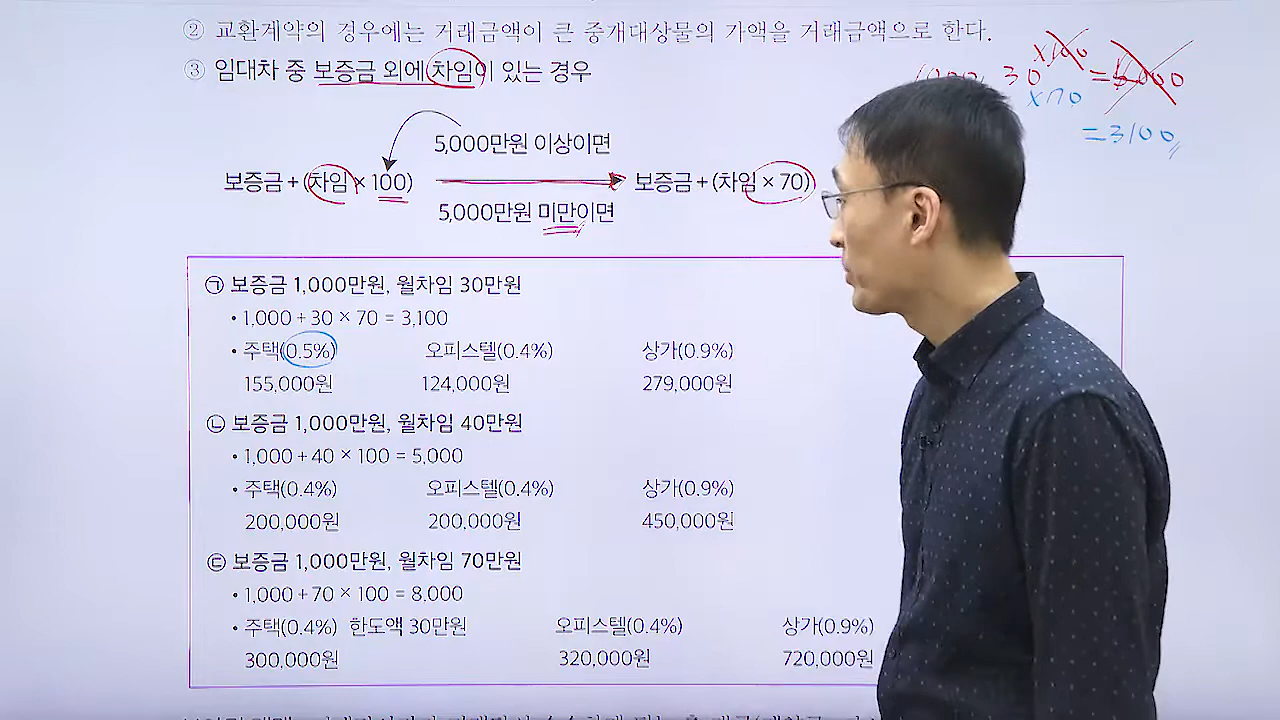 ② 교환계약의 경우에는 거래금액이 큰 중개대상물의 가액을 거래금액으로 한다.
③ 임대차 중 보증금 외에 차임이 있는 경우
30 ×100 =
×70
=3100
5,000만원 이상이면
보증금 + (차임 × 100) 보증금 + (차임 × 70)
5,000만원 미만이면
㉠ 보증금 1,000만원, 월차임 30만원
• 1,000 + 30 × 70 = 3,100
• 주택(0.5%) 오피스텔(0.4%) 상가(0.9%)
155,000원 124,000원 279,000원
㉡ 보증금 1,000만원, 월차임 40만원
• 1,000 + 40 × 100 = 5,000
• 주택(0.4%) 오피스텔(0.4%) 상가(0.9%)
200,000원 200,000원 450,000원
㉢ 보증금 1,000만원, 월차임 70만원
• 1,000 + 70 × 100 = 8,000
• 주택(0.4%) 한도액 30만원 오피스텔(0.4%) 상가(0.9%)
300,000원 320,000원 720,000원